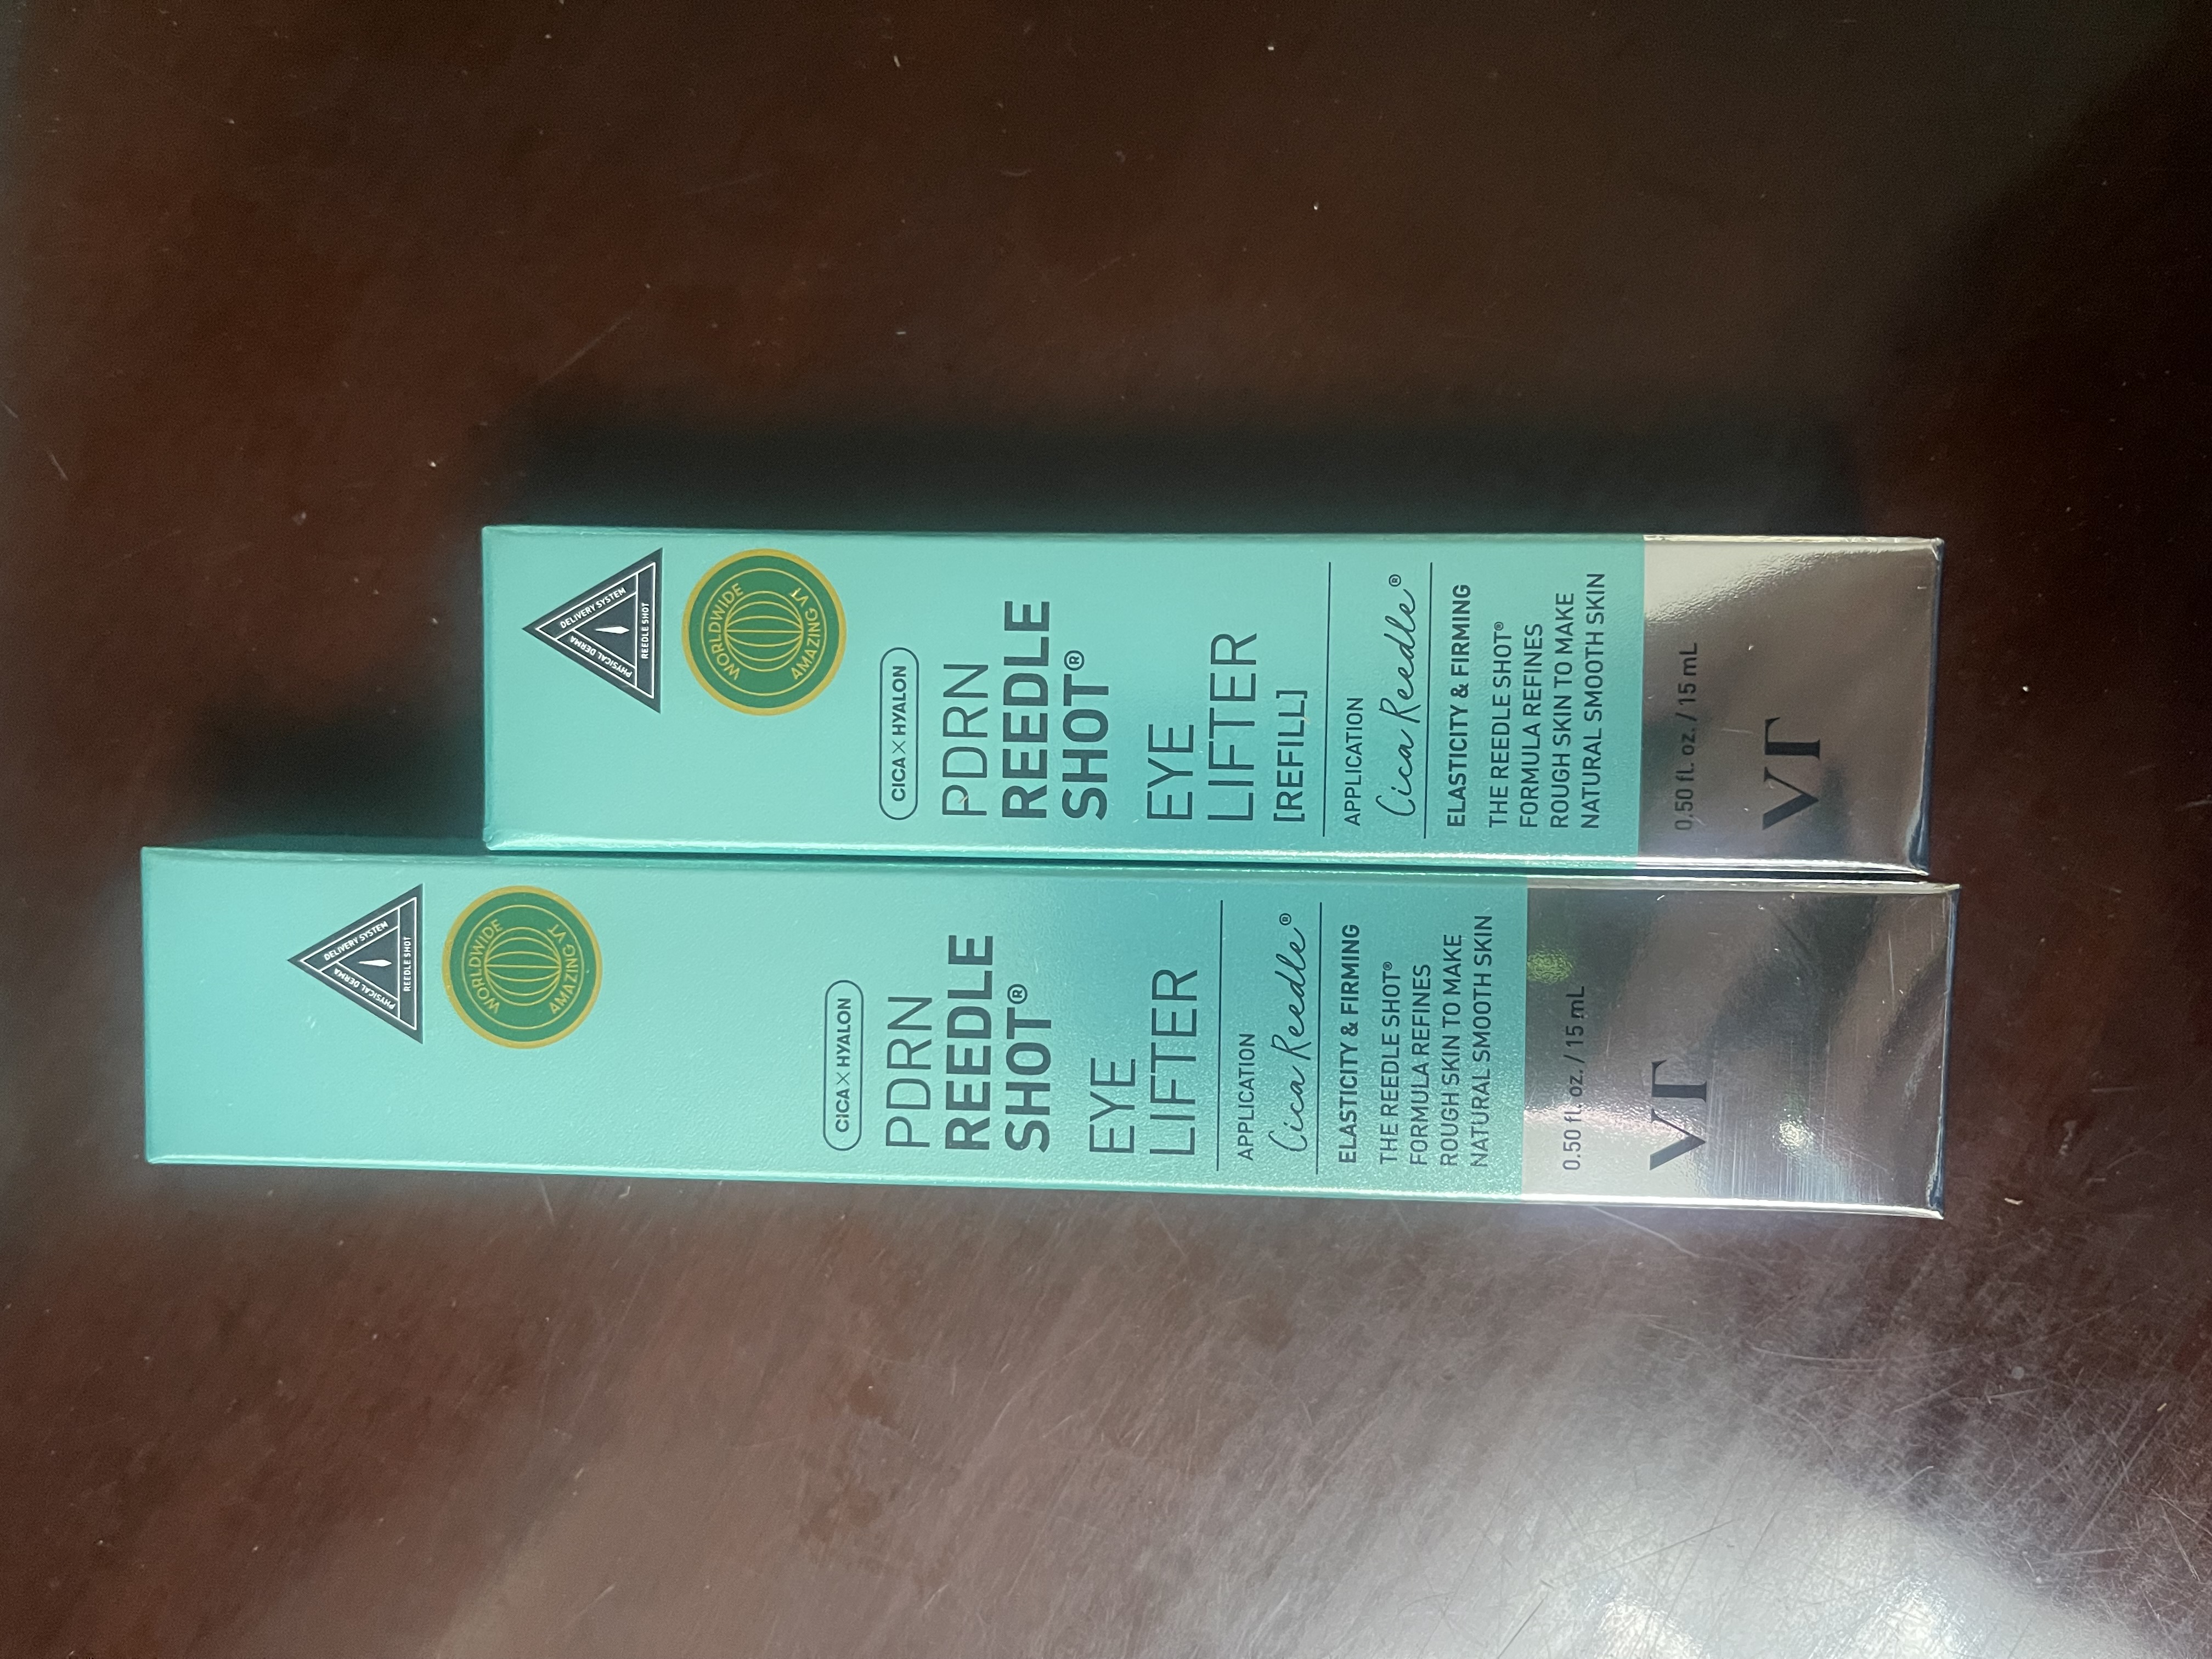 PHYSICAL DERMA
DELIVERY SYSTEM
REEDLE SHOT
WORLDWIDE
AMAZING VT
CICA×HYALON
PDRN
REEDLE
SHOT®
EYE
LIFTER
APPLICATION
Cica Reedle®
ELASTICITY & FIRMING
THE REEDLE SHOT®
FORMULA REFINES
ROUGH SKIN TO MAKE
NATURAL SMOOTH SKIN
0.50 fl. oz. / 15 mL
VT
PHYSICAL DERMA
DELIVERY SYSTEM
REEDLE SHOT
WORLDWIDE
AMAZING VT
CICA×HYALON
PDRN
REEDLE
SHOT®
EYE
LIFTER
[REFILL]
APPLICATION
Cica Reedle®
ELASTICITY & FIRMING
THE REEDLE SHOT®
FORMULA REFINES
ROUGH SKIN TO MAKE
NATURAL SMOOTH SKIN
0.50 fl. oz. / 15 mL
VT